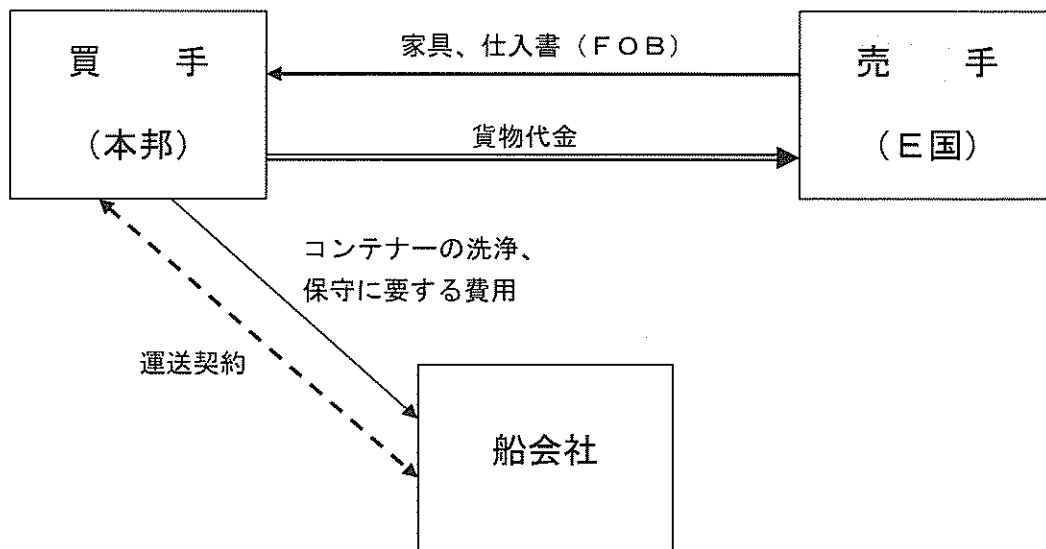 買　手
（本邦）
家具、仕入書（ＦＯＢ）
貨物代金
売　手
（Ｅ国）
コンテナーの洗浄、
保守に要する費用
運送契約
船会社